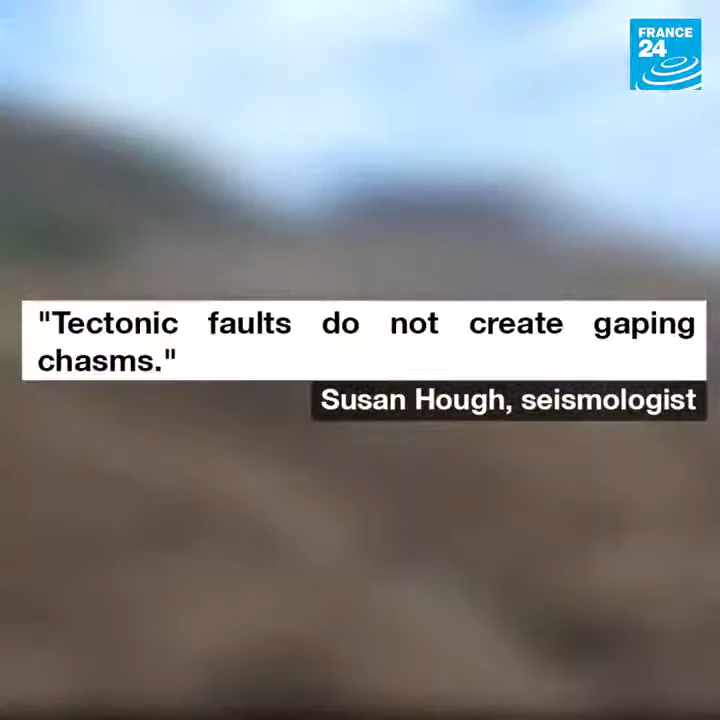 FRANCE
24
"Tectonic faults do not create gaping
chasms."
Susan Hough, seismologist